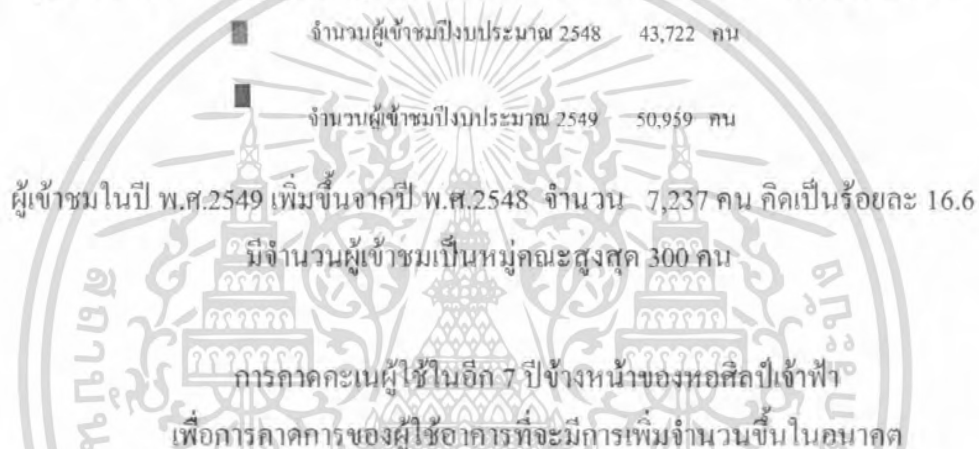 จำนวนผู้เข้าชมปีงบประมาณ 2548 43,722 คน
จำนวนผู้เข้าชมปีงบประมาณ 2549 50,959 คน
ผู้เข้าชมในปี พ.ศ.2549 เพิ่มขึ้นจากปี พ.ศ.2548 จำนวน 7,237 คน คิดเป็นร้อยละ 16.6
มีจำนวนผู้เข้าชมเป็นหมู่คณะสูงสุด 300 คน
การคาดคะเนผู้ใช้ในอีก 7 ปีข้างหน้าของหอศิลป์เจ้าฟ้า
เพื่อการคาดการของผู้ใช้อาคารที่จะมีการเพิ่มจำนวนขึ้นในอนาคต